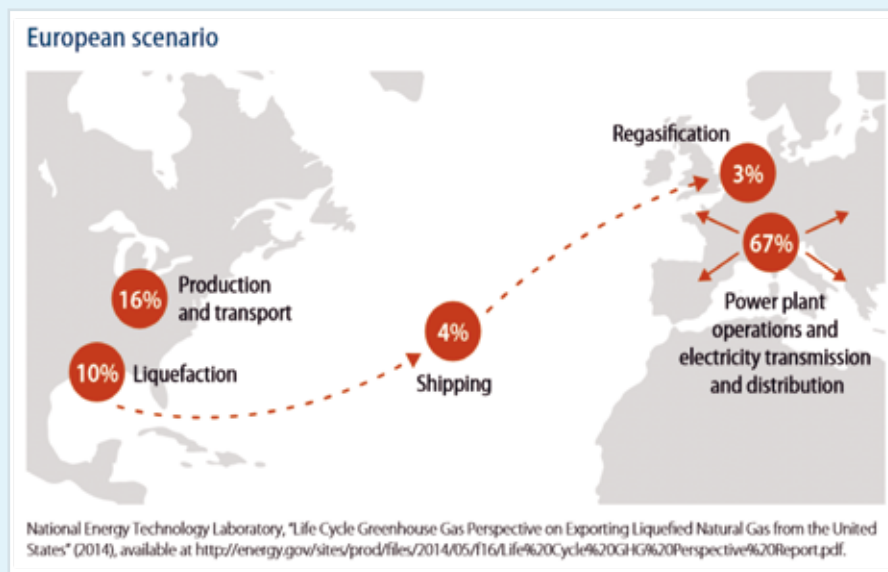 European scenario
Regasification
3%
67%
16%
Production
and transport
Power plant
operations and
electricity transmission
and distribution
4%
Shipping
10%
Liquefaction
National Energy Technology Laboratory, "Life Cycle Greenhouse Gas Perspective on Exporting Liquefied Natural Gas from the United
States" (2014), available at http://energy.gov/sites/prod/files/2014/05/f16/Life%20Cycle%20GHG%20Perspective%20Report.pdf.